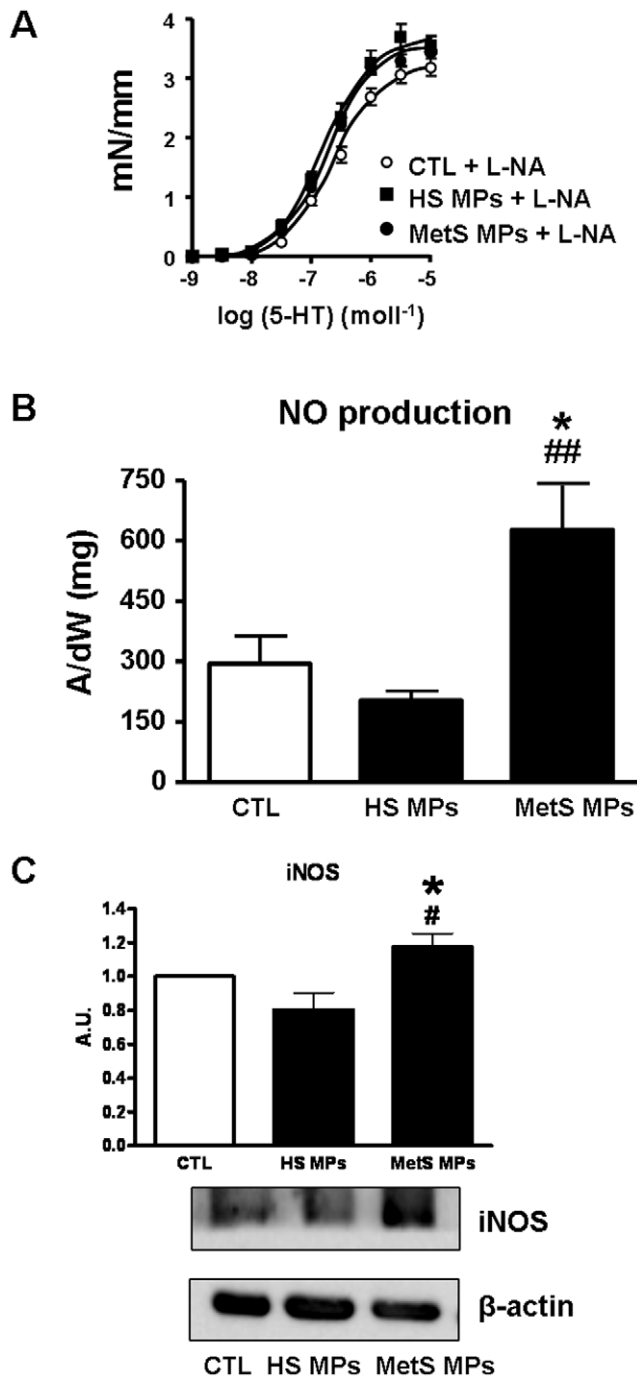 A
4
3
2
1
0
mN/mm
CTL + L-NA
HS MPs + L-NA
MetS MPs + L-NA
-9 -8 -7 -6 -5
log (5-HT) (moll-1)
B
NO production
*
##
750
600
450
300
150
0
A/dW (mg)
CTL HS MPs MetS MPs
C
iNOS
*
#
1.4
1.2
1.0
0.8
0.6
0.4
0.2
0.0
A.U.
CTL HS MPs MetS MPs
iNOS
β-actin
CTL HS MPs MetS MPs